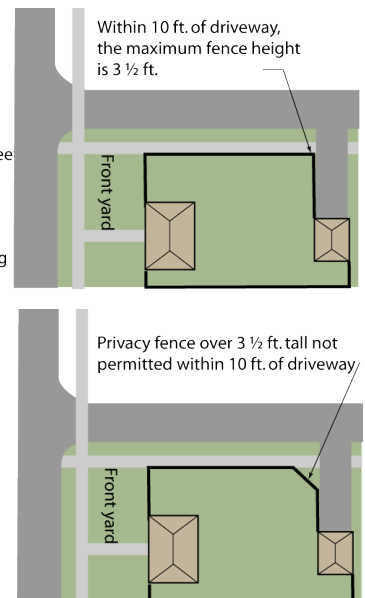 Within 10 ft. of driveway,
the maximum fence height
is 3 ½ ft.
ee
Front yard
g
Privacy fence over 3 ½ ft. tall not
permitted within 10 ft. of driveway
Front yard